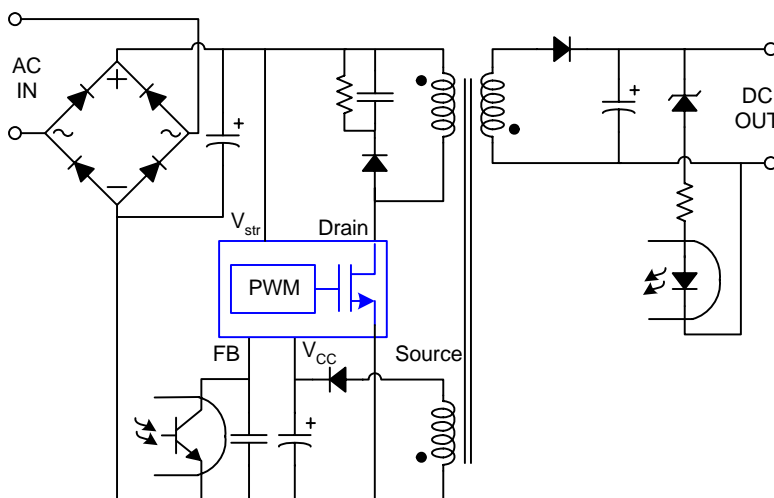 AC
IN
+
~
~
−
+
+
DC
OUT
Vstr
Drain
PWM
FB
VCC
Source
+